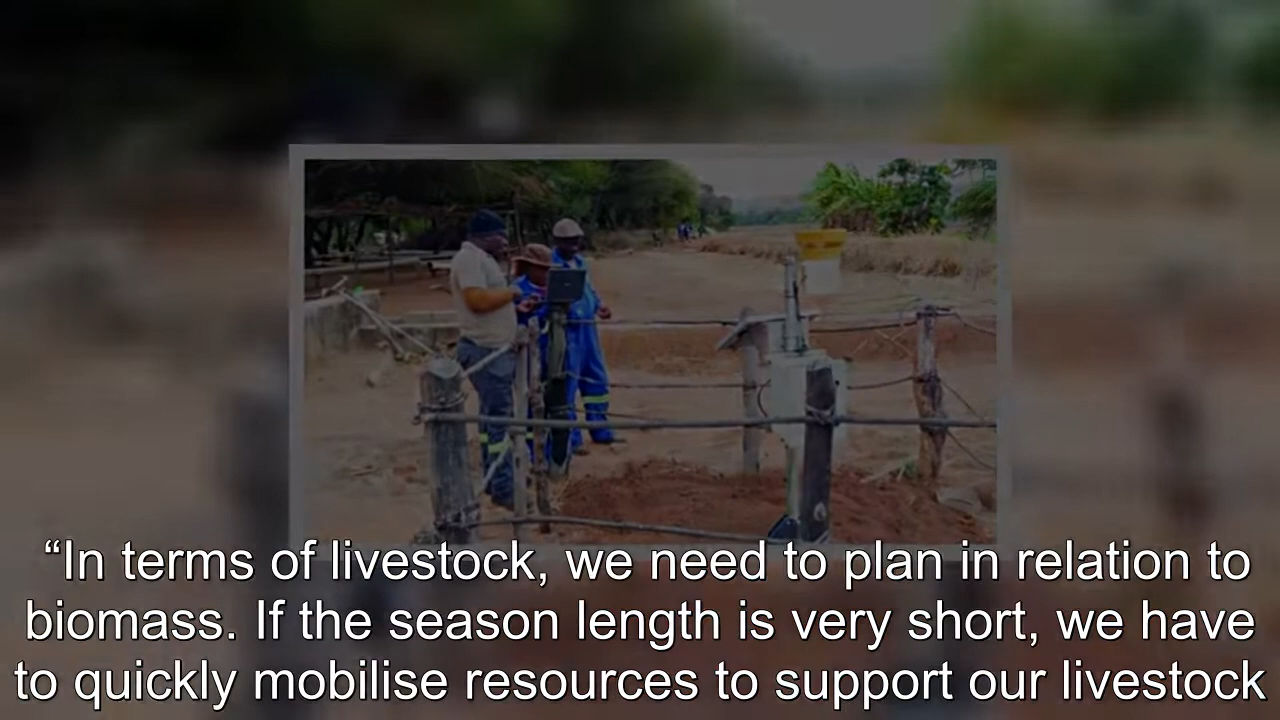 “In terms of livestock, we need to plan in relation to
biomass. If the season length is very short, we have
to quickly mobilise resources to support our livestock